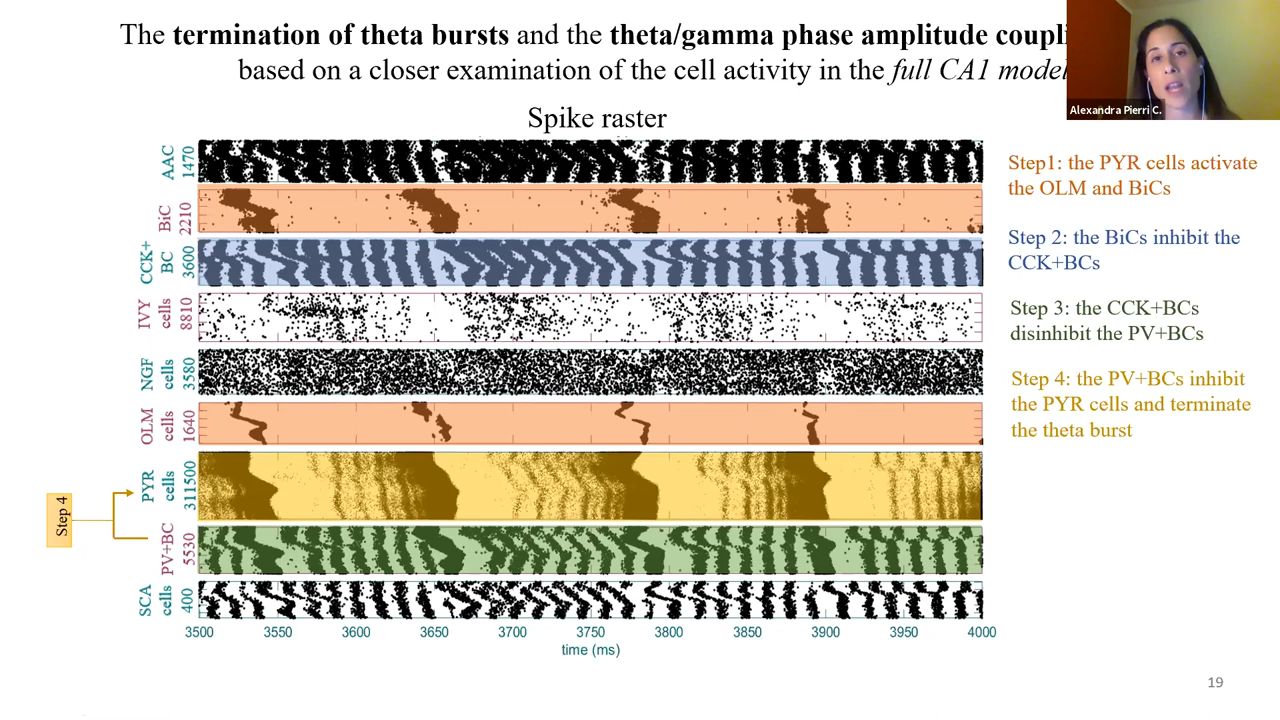 The termination of theta bursts and the theta/gamma phase amplitude coupli
based on a closer examination of the cell activity in the full CA1 model
Alexandra Pierri C.
Spike raster
AAC
1470
BiC
2210
CCK+
BC
3600
IVY
cells
8810
NGF
cells
3580
OLM
cells
1640
PYR
cells
311500
PV+BC
5530
SCA
cells
400
Step 4
3500 3550 3600 3650 3700 3750 3800 3850 3900 3950 4000
time (ms)
Step1: the PYR cells activate
the OLM and BiCs
Step 2: the BiCs inhibit the
CCK+BCs
Step 3: the CCK+BCs
disinhibit the PV+BCs
Step 4: the PV+BCs inhibit
the PYR cells and terminate
the theta burst
19